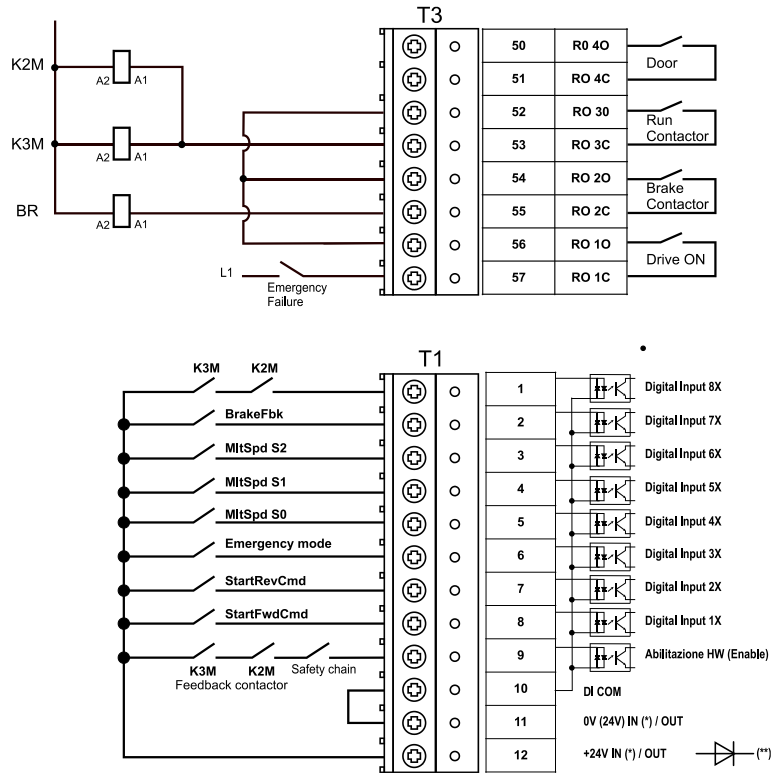 T3
50 R0 4O
K2M A2 A1 Door
51 RO 4C
52 RO 30
Run
Contactor
K3M A2 A1 53 RO 3C
54 RO 2O
Brake
Contactor
BR A2 A1 55 RO 2C
56 RO 1O
Drive ON
L1 57 RO 1C
Emergency
Failure
T1
K3M K2M 1 Digital Input 8X
BrakeFbk 2 Digital Input 7X
MltSpd S2 3 Digital Input 6X
MltSpd S1 4 Digital Input 5X
MltSpd S0 5 Digital Input 4X
Emergency mode 6 Digital Input 3X
StartRevCmd 7 Digital Input 2X
StartFwdCmd 8 Digital Input 1X
K3M K2M Safety chain 9 Abilitazione HW (Enable)
Feedback contactor
10 DI COM
11 0V (24V) IN (*) / OUT
12 +24V IN (*) / OUT (**)